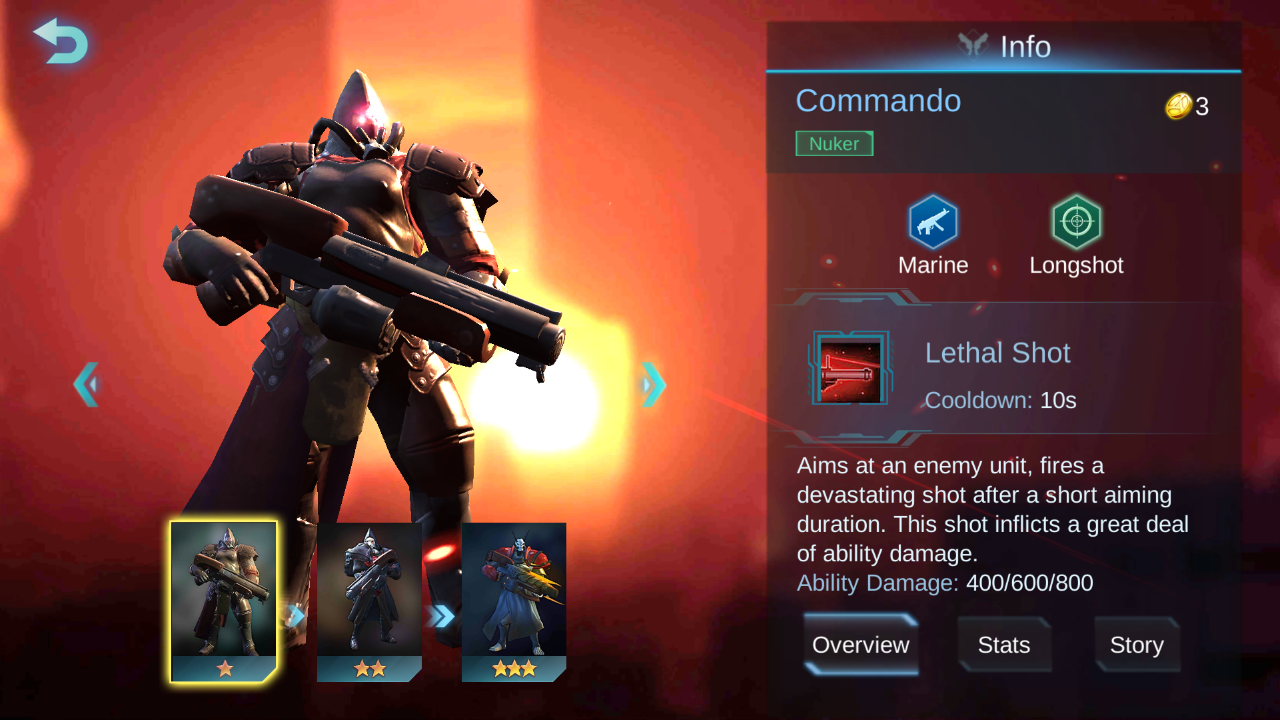 Info
Commando
3
Nuker
Marine
Longshot
Lethal Shot
Cooldown: 10s
Aims at an enemy unit, fires a
devastating shot after a short aiming
duration. This shot inflicts a great deal
of ability damage.
Ability Damage: 400/600/800
Overview
Stats
Story